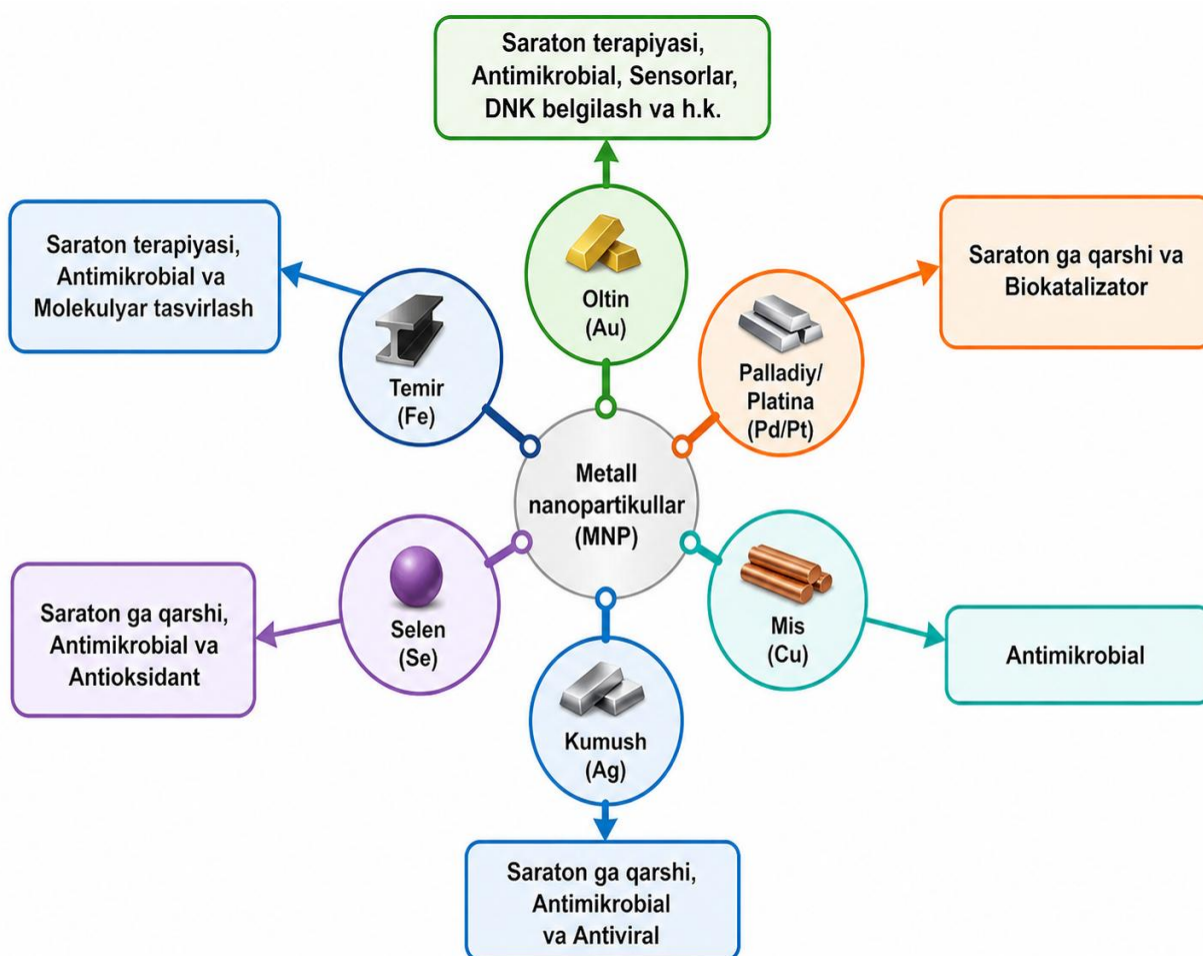 Saraton terapiyasi,
Antimikrobial, Sensorlar,
DNK belgilash va h.k.
Oltin
(Au)
Saraton terapiyasi,
Antimikrobial va
Molekulyar tasvirlash
Temir
(Fe)
Palladiy/
Platina
(Pd/Pt)
Saraton ga qarshi va
Biokatalizator
Metall
nanopartikullar
(MNP)
Saraton ga qarshi,
Antimikrobial va
Antioksidant
Selen
(Se)
Mis
(Cu)
Antimikrobial
Kumush
(Ag)
Saraton ga qarshi,
Antimikrobial
va Antiviral